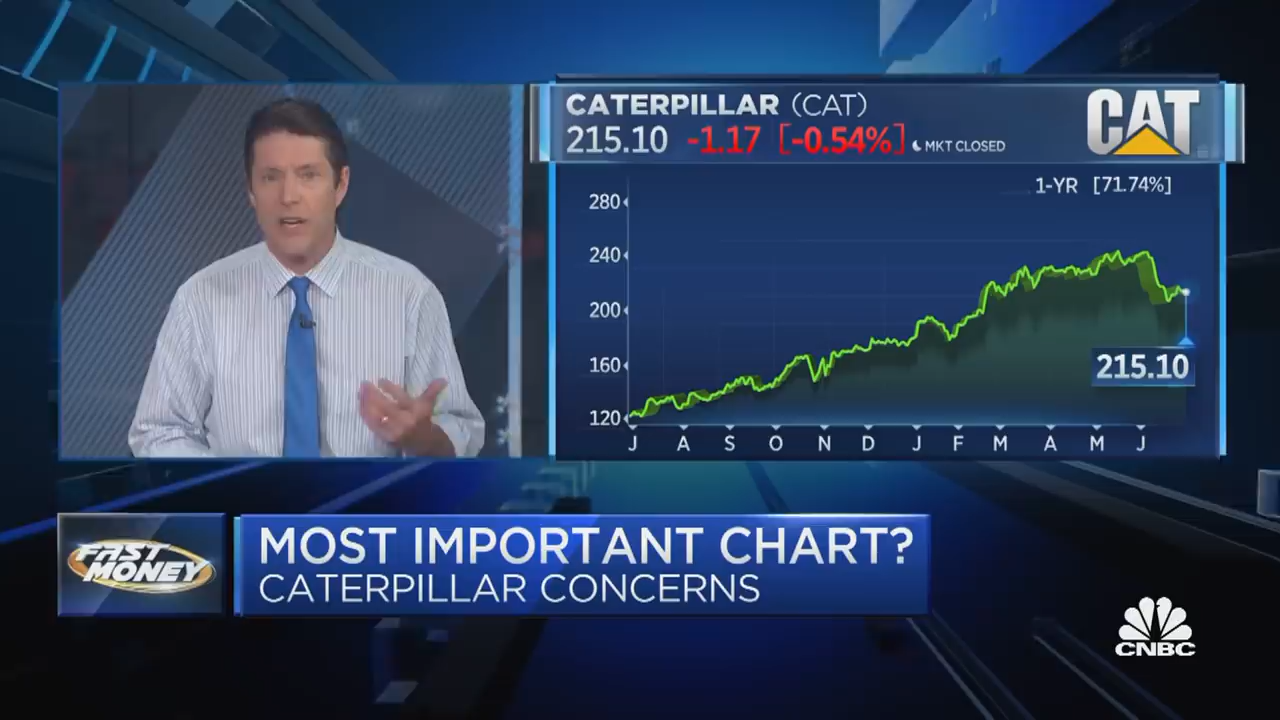 CATERPILLAR (CAT)
215.10 -1.17 [-0.54%] MKT CLOSED
CAT
1-YR [71.74%]
280
240
200
160
120
215.10
J A S O N D J F M A M J
FAST
MONEY
MOST IMPORTANT CHART?
CATERPILLAR CONCERNS
CNBC